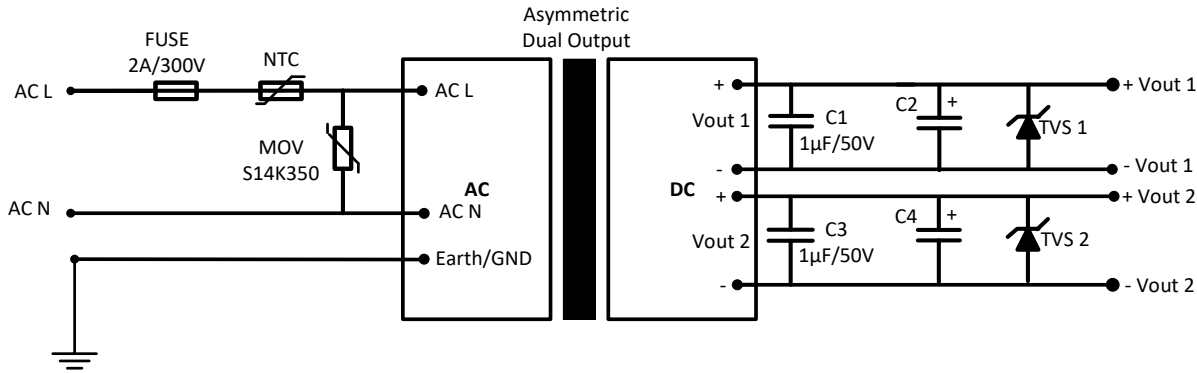 Asymmetric
Dual Output
FUSE
2A/300V
NTC
AC L
AC L
MOV
S14K350
AC
AC N
AC N
Earth/GND
DC
+
Vout 1
-
+
Vout 2
-
C1
1µF/50V
C2
+
TVS 1
C3
1µF/50V
C4
+
TVS 2
+ Vout 1
- Vout 1
+ Vout 2
- Vout 2